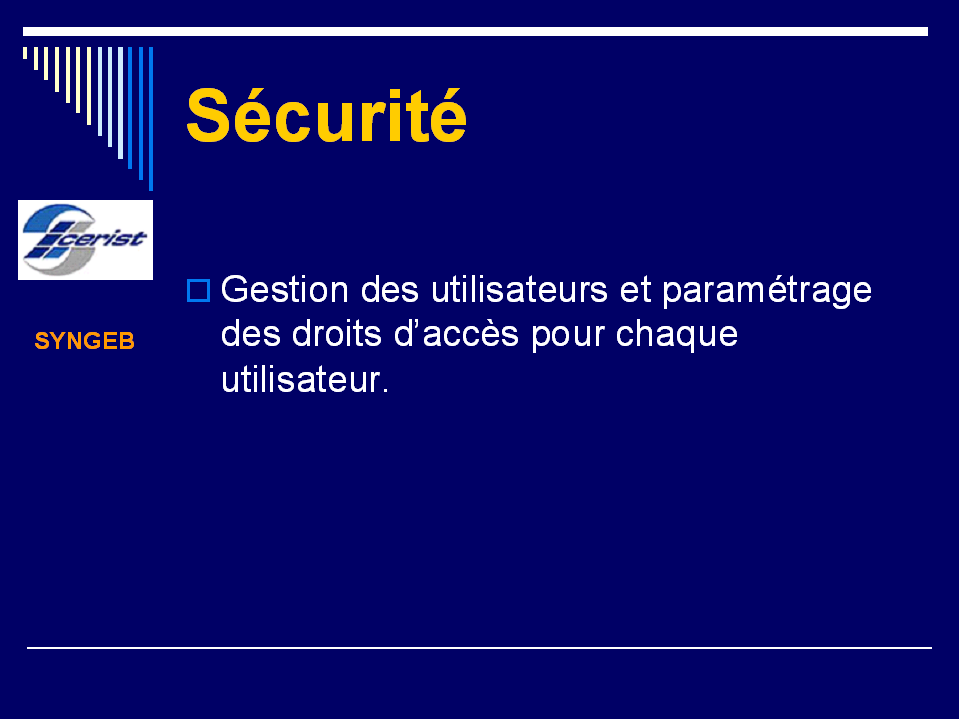 Sécurité
cerist
SYNGEB
Gestion des utilisateurs et paramétrage
des droits d’accès pour chaque
utilisateur.